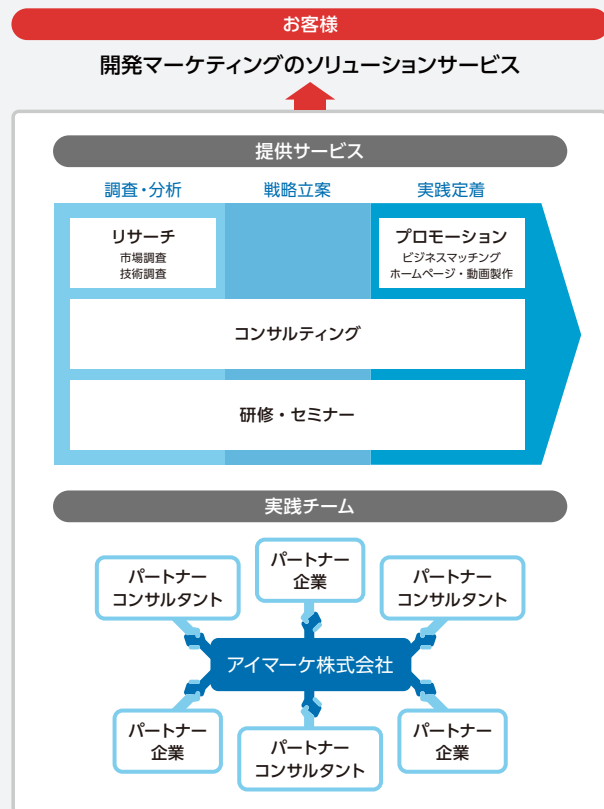 お客様
開発マーケティングのソリューションサービス
提供サービス
調査・分析
戦略立案
実践定着
リサーチ
市場調査
技術調査
プロモーション
ビジネスマッチング
ホームページ・動画製作
コンサルティング
研修・セミナー
実践チーム
パートナー
コンサルタント
パートナー
企業
パートナー
コンサルタント
アイマーケ株式会社
パートナー
企業
パートナー
コンサルタント
パートナー
企業